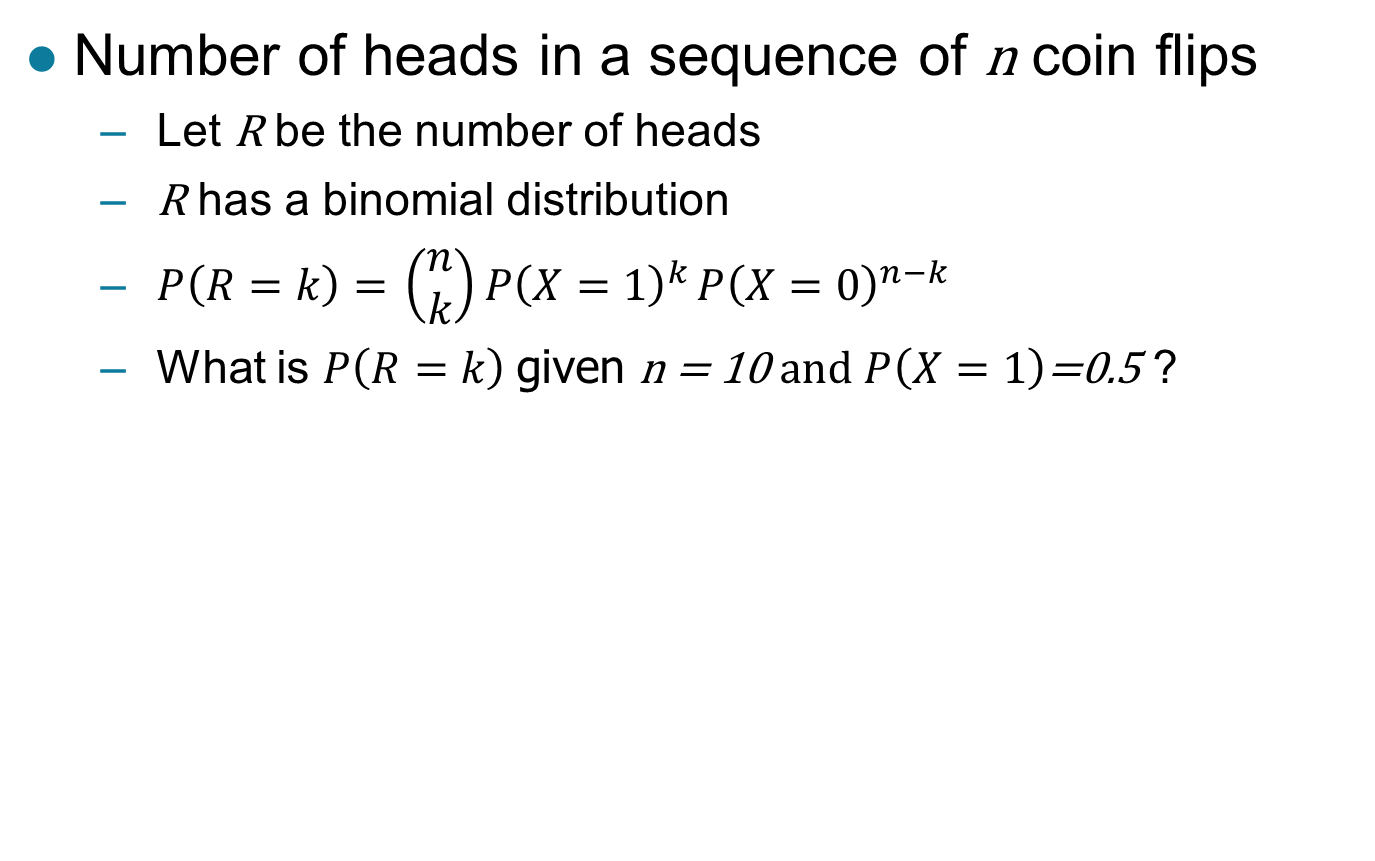 ● Number of heads in a sequence of n coin flips
– Let R be the number of heads
– R has a binomial distribution
– P(R = k) = (n k) P(X = 1)^k P(X = 0)^{n−k}
– What is P(R = k) given n = 10 and P(X = 1)=0.5 ?